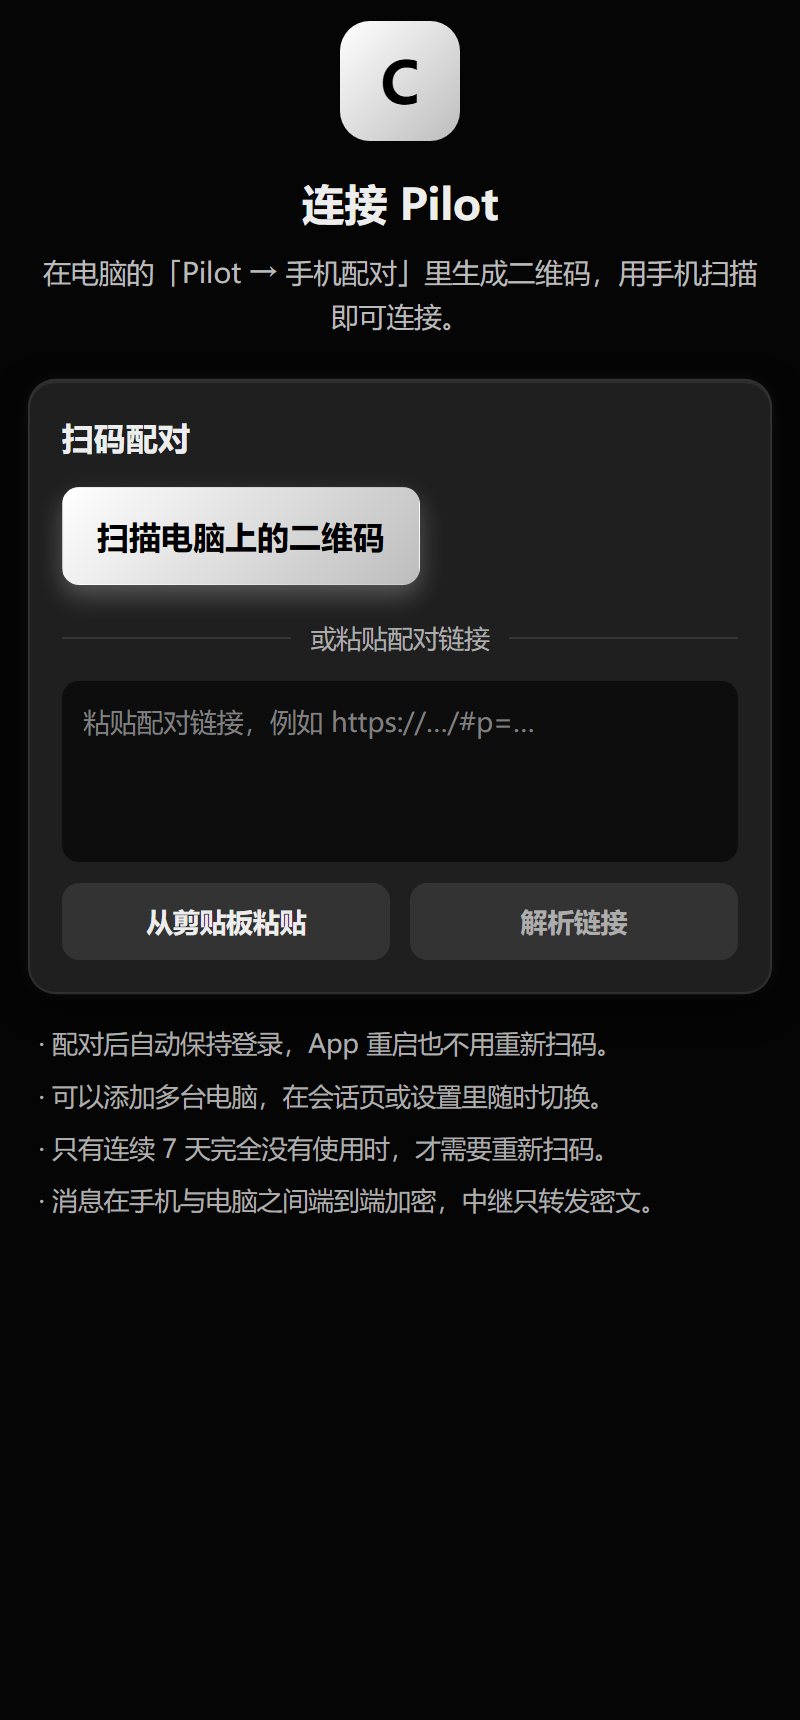 C
连接 Pilot
在电脑的「Pilot → 手机配对」里生成二维码，用手机扫描
即可连接。
扫码配对
扫描电脑上的二维码
或粘贴配对链接
粘贴配对链接，例如 https://.../#p=...
从剪贴板粘贴
解析链接
· 配对后自动保持登录，App 重启也不用重新扫码。
· 可以添加多台电脑，在会话页或设置里随时切换。
· 只有连续 7 天完全没有使用时，才需要重新扫码。
· 消息在手机与电脑之间端到端加密，中继只转发密文。